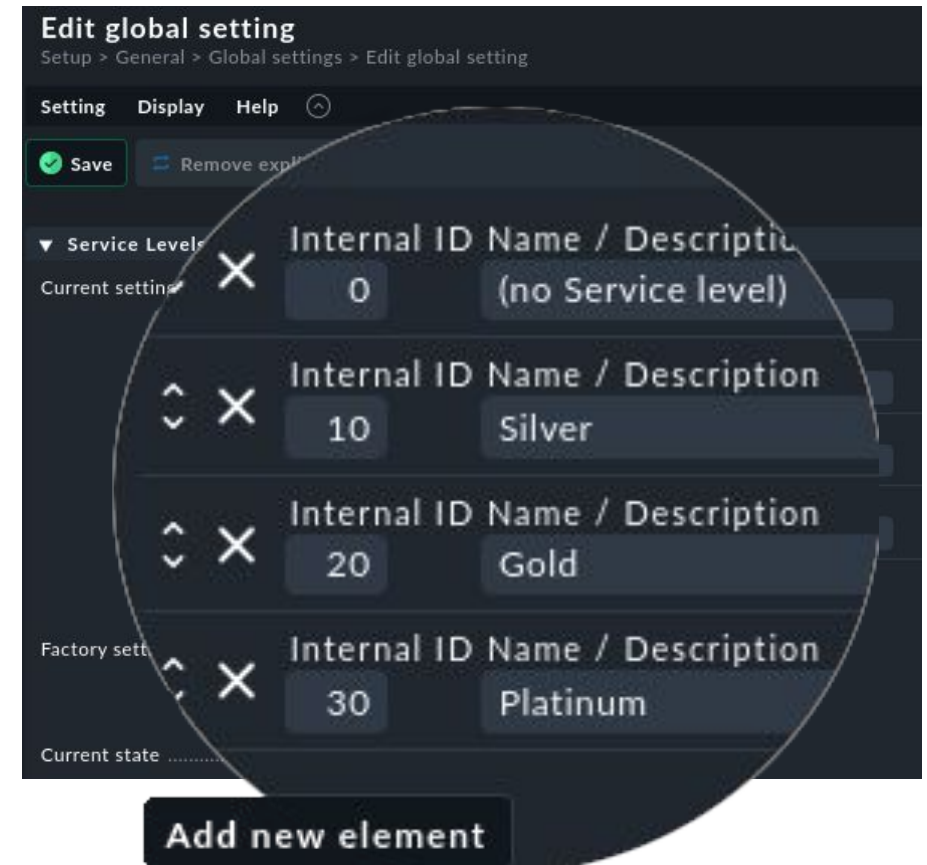 Edit global setting
Setup > General > Global settings > Edit global setting
Setting Display Help
Save Remove
Service Levels
Current setting
Internal ID Name / Description
0 (no Service level)
Internal ID Name / Description
10 Silver
Internal ID Name / Description
20 Gold
Factory
Internal ID Name / Description
30 Platinum
Current state
Add new element